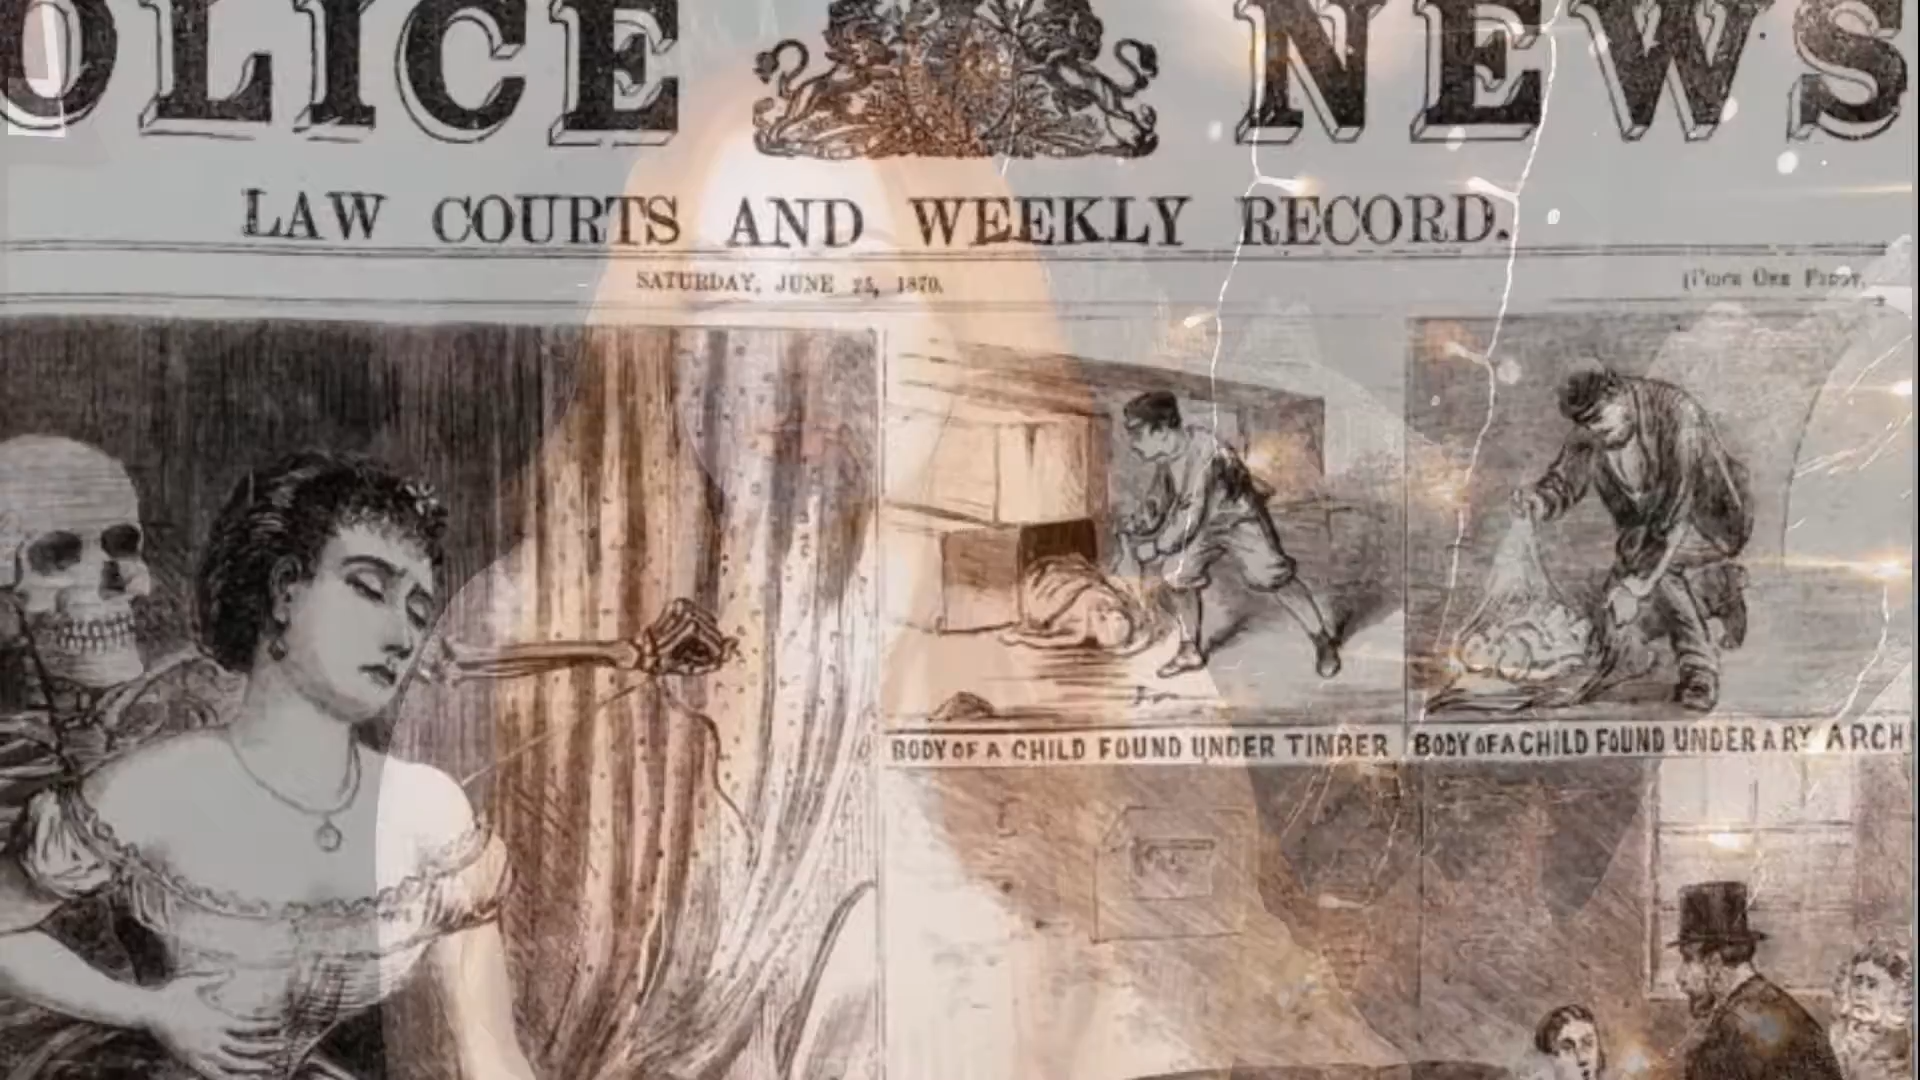 OLICE NEWS
LAW COURTS AND WEEKLY RECORD.
SATURDAY, JUNE 25, 1870.
BODY OF A CHILD FOUND UNDER TIMBER
BODY OF A CHILD FOUND UNDER A RY ARCH